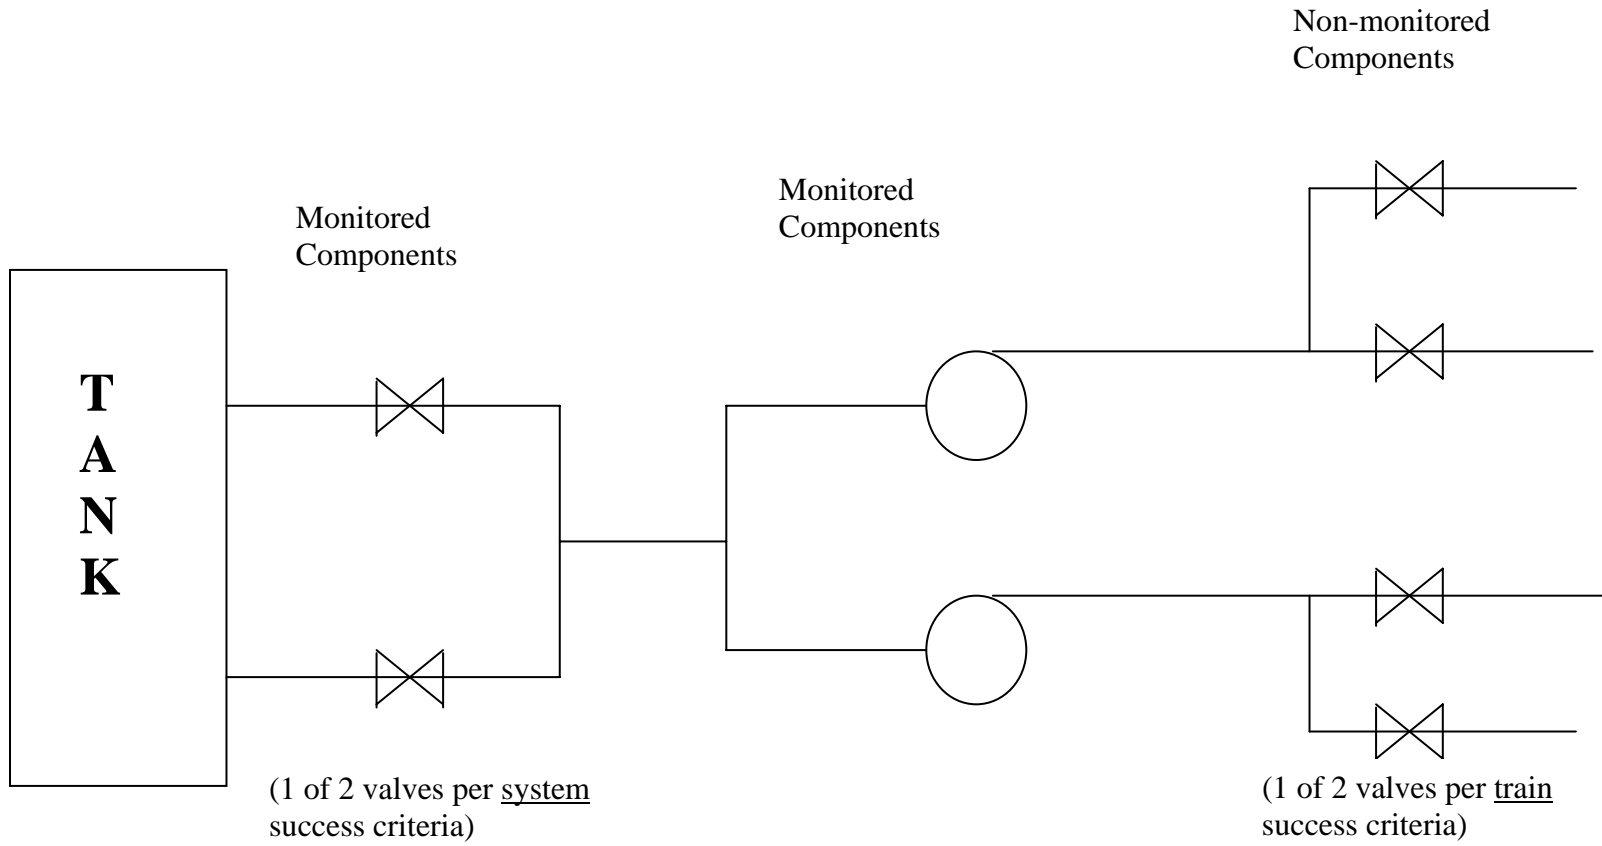 Non-monitored
Components
Monitored
Components
Monitored
Components
T
A
N
K
(1 of 2 valves per system
success criteria)
(1 of 2 valves per train
success criteria)